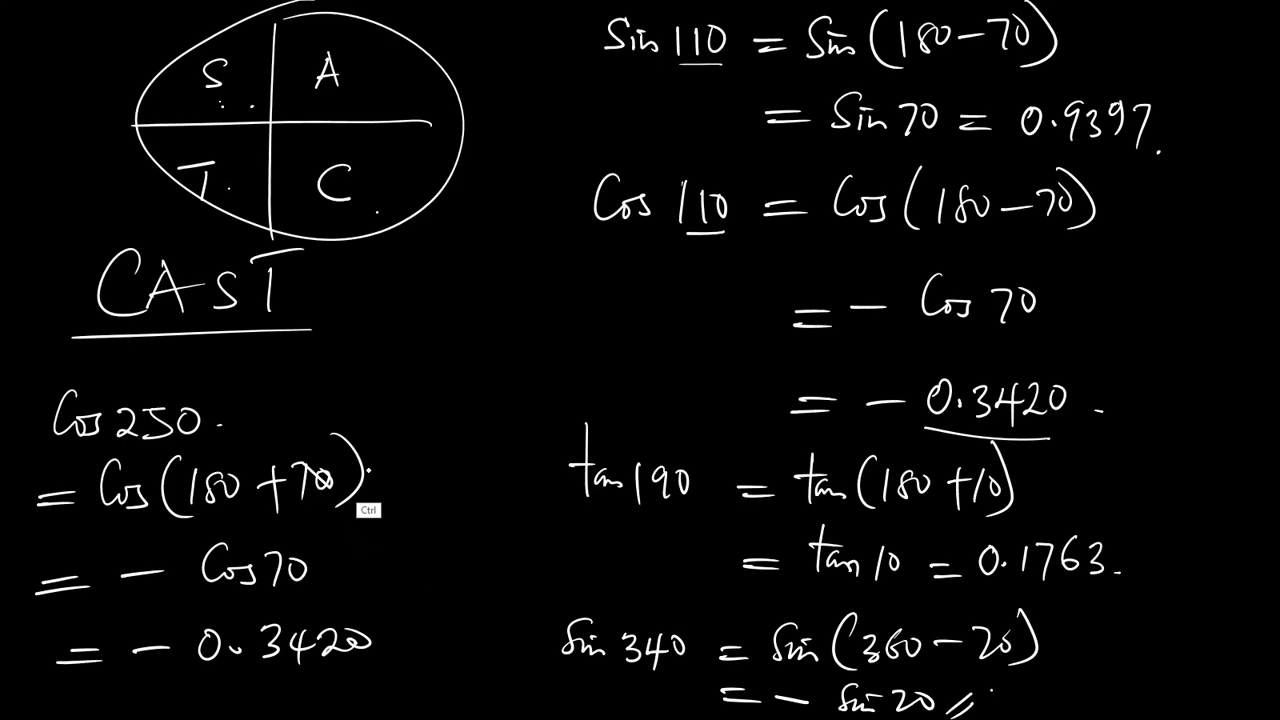 S A
T C
CAST
Cos 250.
= Cos (180 + 70)
Ctrl
= - Cos 70
= - 0.3420
Sin 110 = Sin (180 - 70)
= Sin 70 = 0.9397.
Cos 110 = Cos (180 - 70)
= - Cos 70
= - 0.3420.
tan 190 = tan (180 + 10)
= tan 10 = 0.1763.
Sin 340 = Sin (360 - 20)
= - Sin 20 //